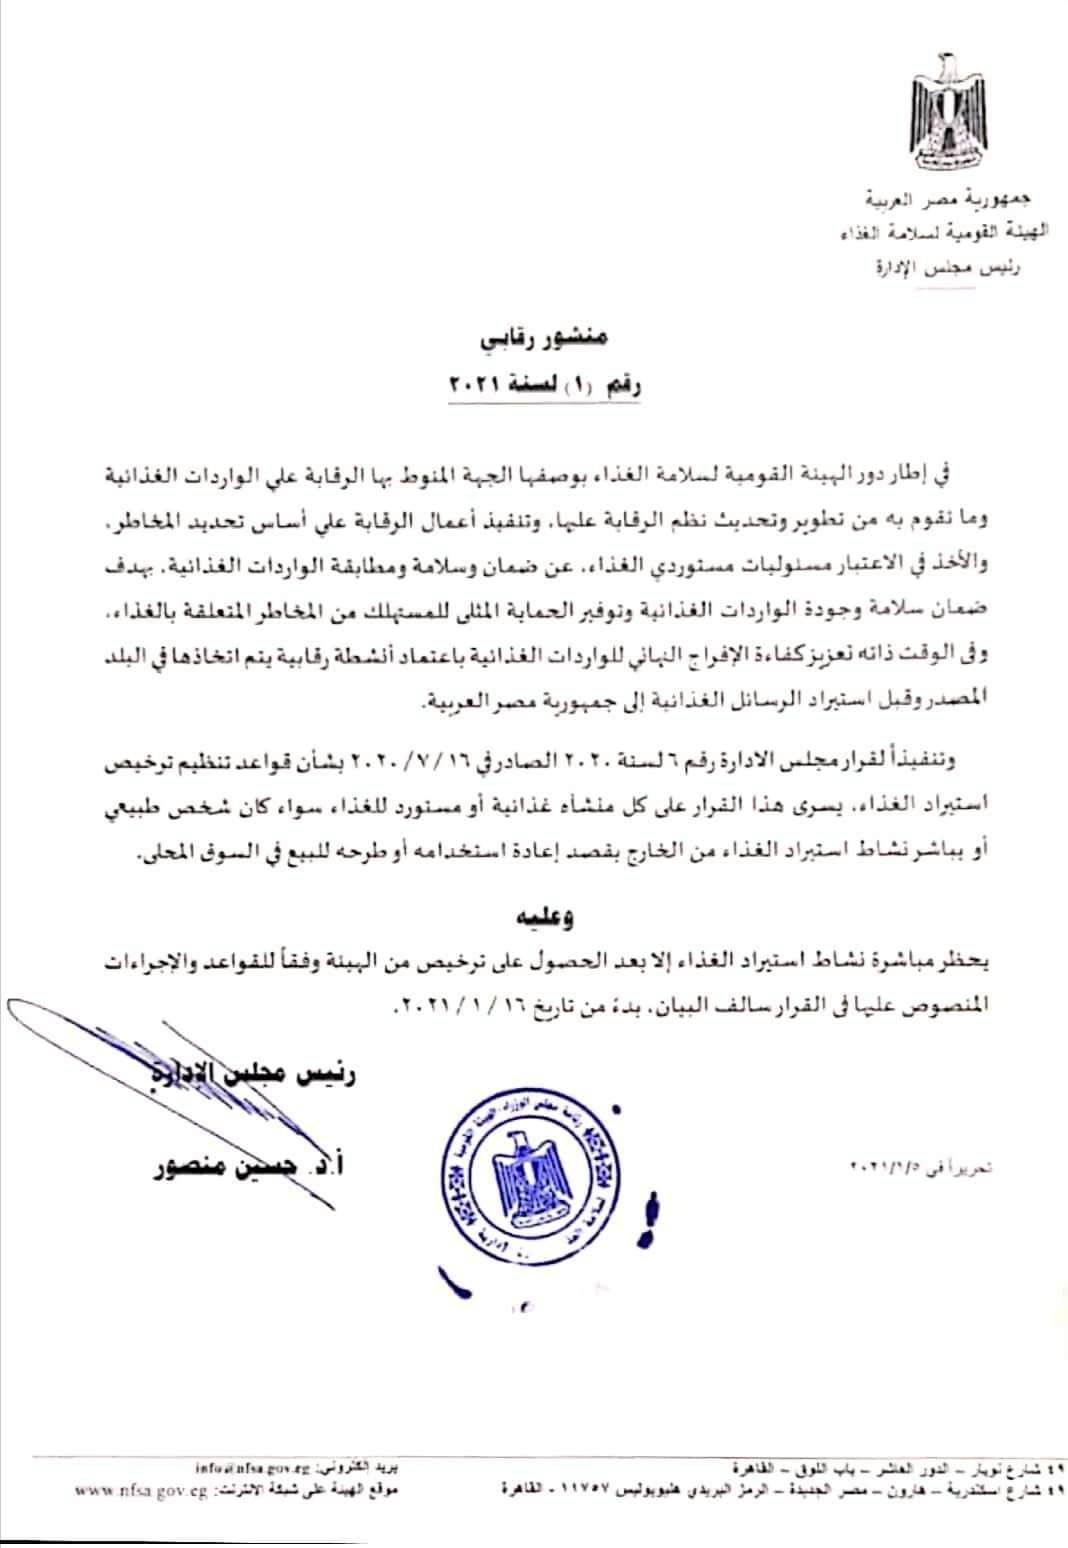 جمهورية مصر العربية
الهيئة القومية لسلامة الغذاء
رئيس مجلس الإدارة
منشور رقابي
رقم (١) لسنة ٢٠٢١
في إطار دور الهيئة القومية لسلامة الغذاء بوصفها الجهة المنوط بها الرقابة علي الواردات الغذائية
وما تقوم به من تطوير وتحديث نظم الرقابة عليها، وتنفيذ أعمال الرقابة علي أساس تحديد المخاطر،
والأخذ في الاعتبار مسئوليات مستوردي الغذاء، عن ضمان وسلامة ومطابقة الواردات الغذائية، بهدف
ضمان سلامة وجودة الواردات الغذائية وتوفير الحماية المثلى للمستهلك من المخاطر المتعلقة بالغذاء،
وفى الوقت ذاته تعزيز كفاءة الإفراج النهائي للواردات الغذائية باعتماد أنشطة رقابية يتم اتخاذها في البلد
المصدر وقبل استيراد الرسائل الغذائية إلى جمهورية مصر العربية.
وتنفيذاً لقرار مجلس الادارة رقم ٦ لسنة ٢٠٢٠ الصادر في ٢٠٢٠/٧/١٦ بشأن قواعد تنظيم ترخيص
استيراد الغذاء، يسرى هذا القرار على كل منشأه غذائية أو مستورد للغذاء سواء كان شخص طبيعي
أو يباشر نشاط استيراد الغذاء من الخارج بقصد إعادة استخدامه أو طرحه للبيع في السوق المحلى.
وعليه
يحظر مباشرة نشاط استيراد الغذاء إلا بعد الحصول على ترخيص من الهيئة وفقاً للقواعد والإجراءات
المنصوص عليها فى القرار سالف البيان، بدءً من تاريخ ٢٠٢١/١/١٦.
رئيس مجلس الإدارة
أ.د. حسين منصور
تحريراً في ٢٠٢١/١/٥
رئاسة مجلس الوزراء الهيئة القومية
لسلامة
٤٩ شارع نوبار – الدور العاشر – باب اللوق – القاهرة
٤٩ شارع اسكندرية – هارون – مصر الجديدة – الرمز البريدي هليوبوليس ١١٧٥٧ - القاهرة
بريد إلكتروني: info@nfsa.gov.eg
موقع الهيئة على شبكة الانترنت: www.nfsa.gov.eg